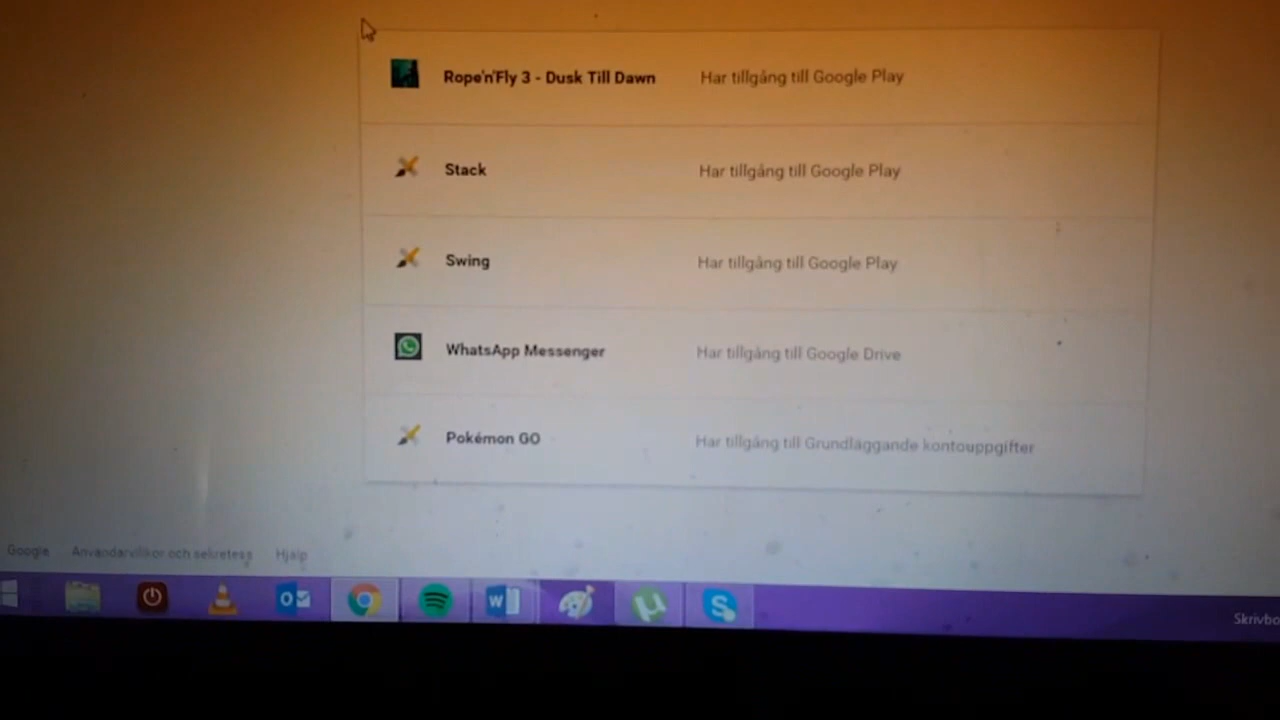 Rope'n'Fly 3 - Dusk Till Dawn Har tillgång till Google Play
Stack Har tillgång till Google Play
Swing Har tillgång till Google Play
WhatsApp Messenger Har tillgång till Google Drive
Pokémon GO Har tillgång till Grundläggande kontouppgifter
Google Användarvillkor och sekretess Hjälp
Skrivbo